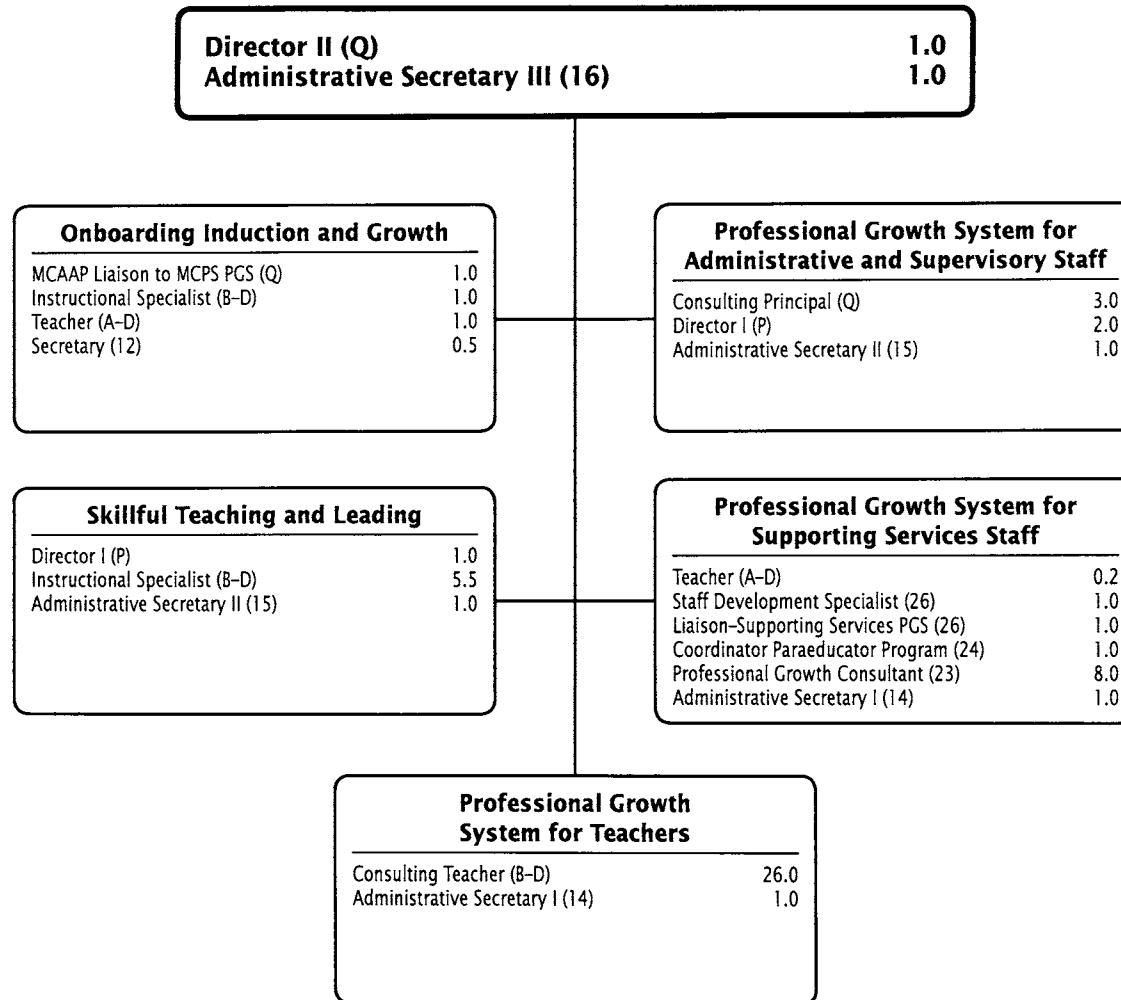 Director II (Q) 1.0
Administrative Secretary III (16) 1.0
Onboarding Induction and Growth
MCAAP Liaison to MCPS PGS (Q) 1.0
Instructional Specialist (B–D) 1.0
Teacher (A–D) 1.0
Secretary (12) 0.5
Professional Growth System for
Administrative and Supervisory Staff
Consulting Principal (Q) 3.0
Director I (P) 2.0
Administrative Secretary II (15) 1.0
Skillful Teaching and Leading
Director I (P) 1.0
Instructional Specialist (B–D) 5.5
Administrative Secretary II (15) 1.0
Professional Growth System for
Supporting Services Staff
Teacher (A–D) 0.2
Staff Development Specialist (26) 1.0
Liaison–Supporting Services PGS (26) 1.0
Coordinator Paraeducator Program (24) 1.0
Professional Growth Consultant (23) 8.0
Administrative Secretary I (14) 1.0
Professional Growth
System for Teachers
Consulting Teacher (B–D) 26.0
Administrative Secretary I (14) 1.0